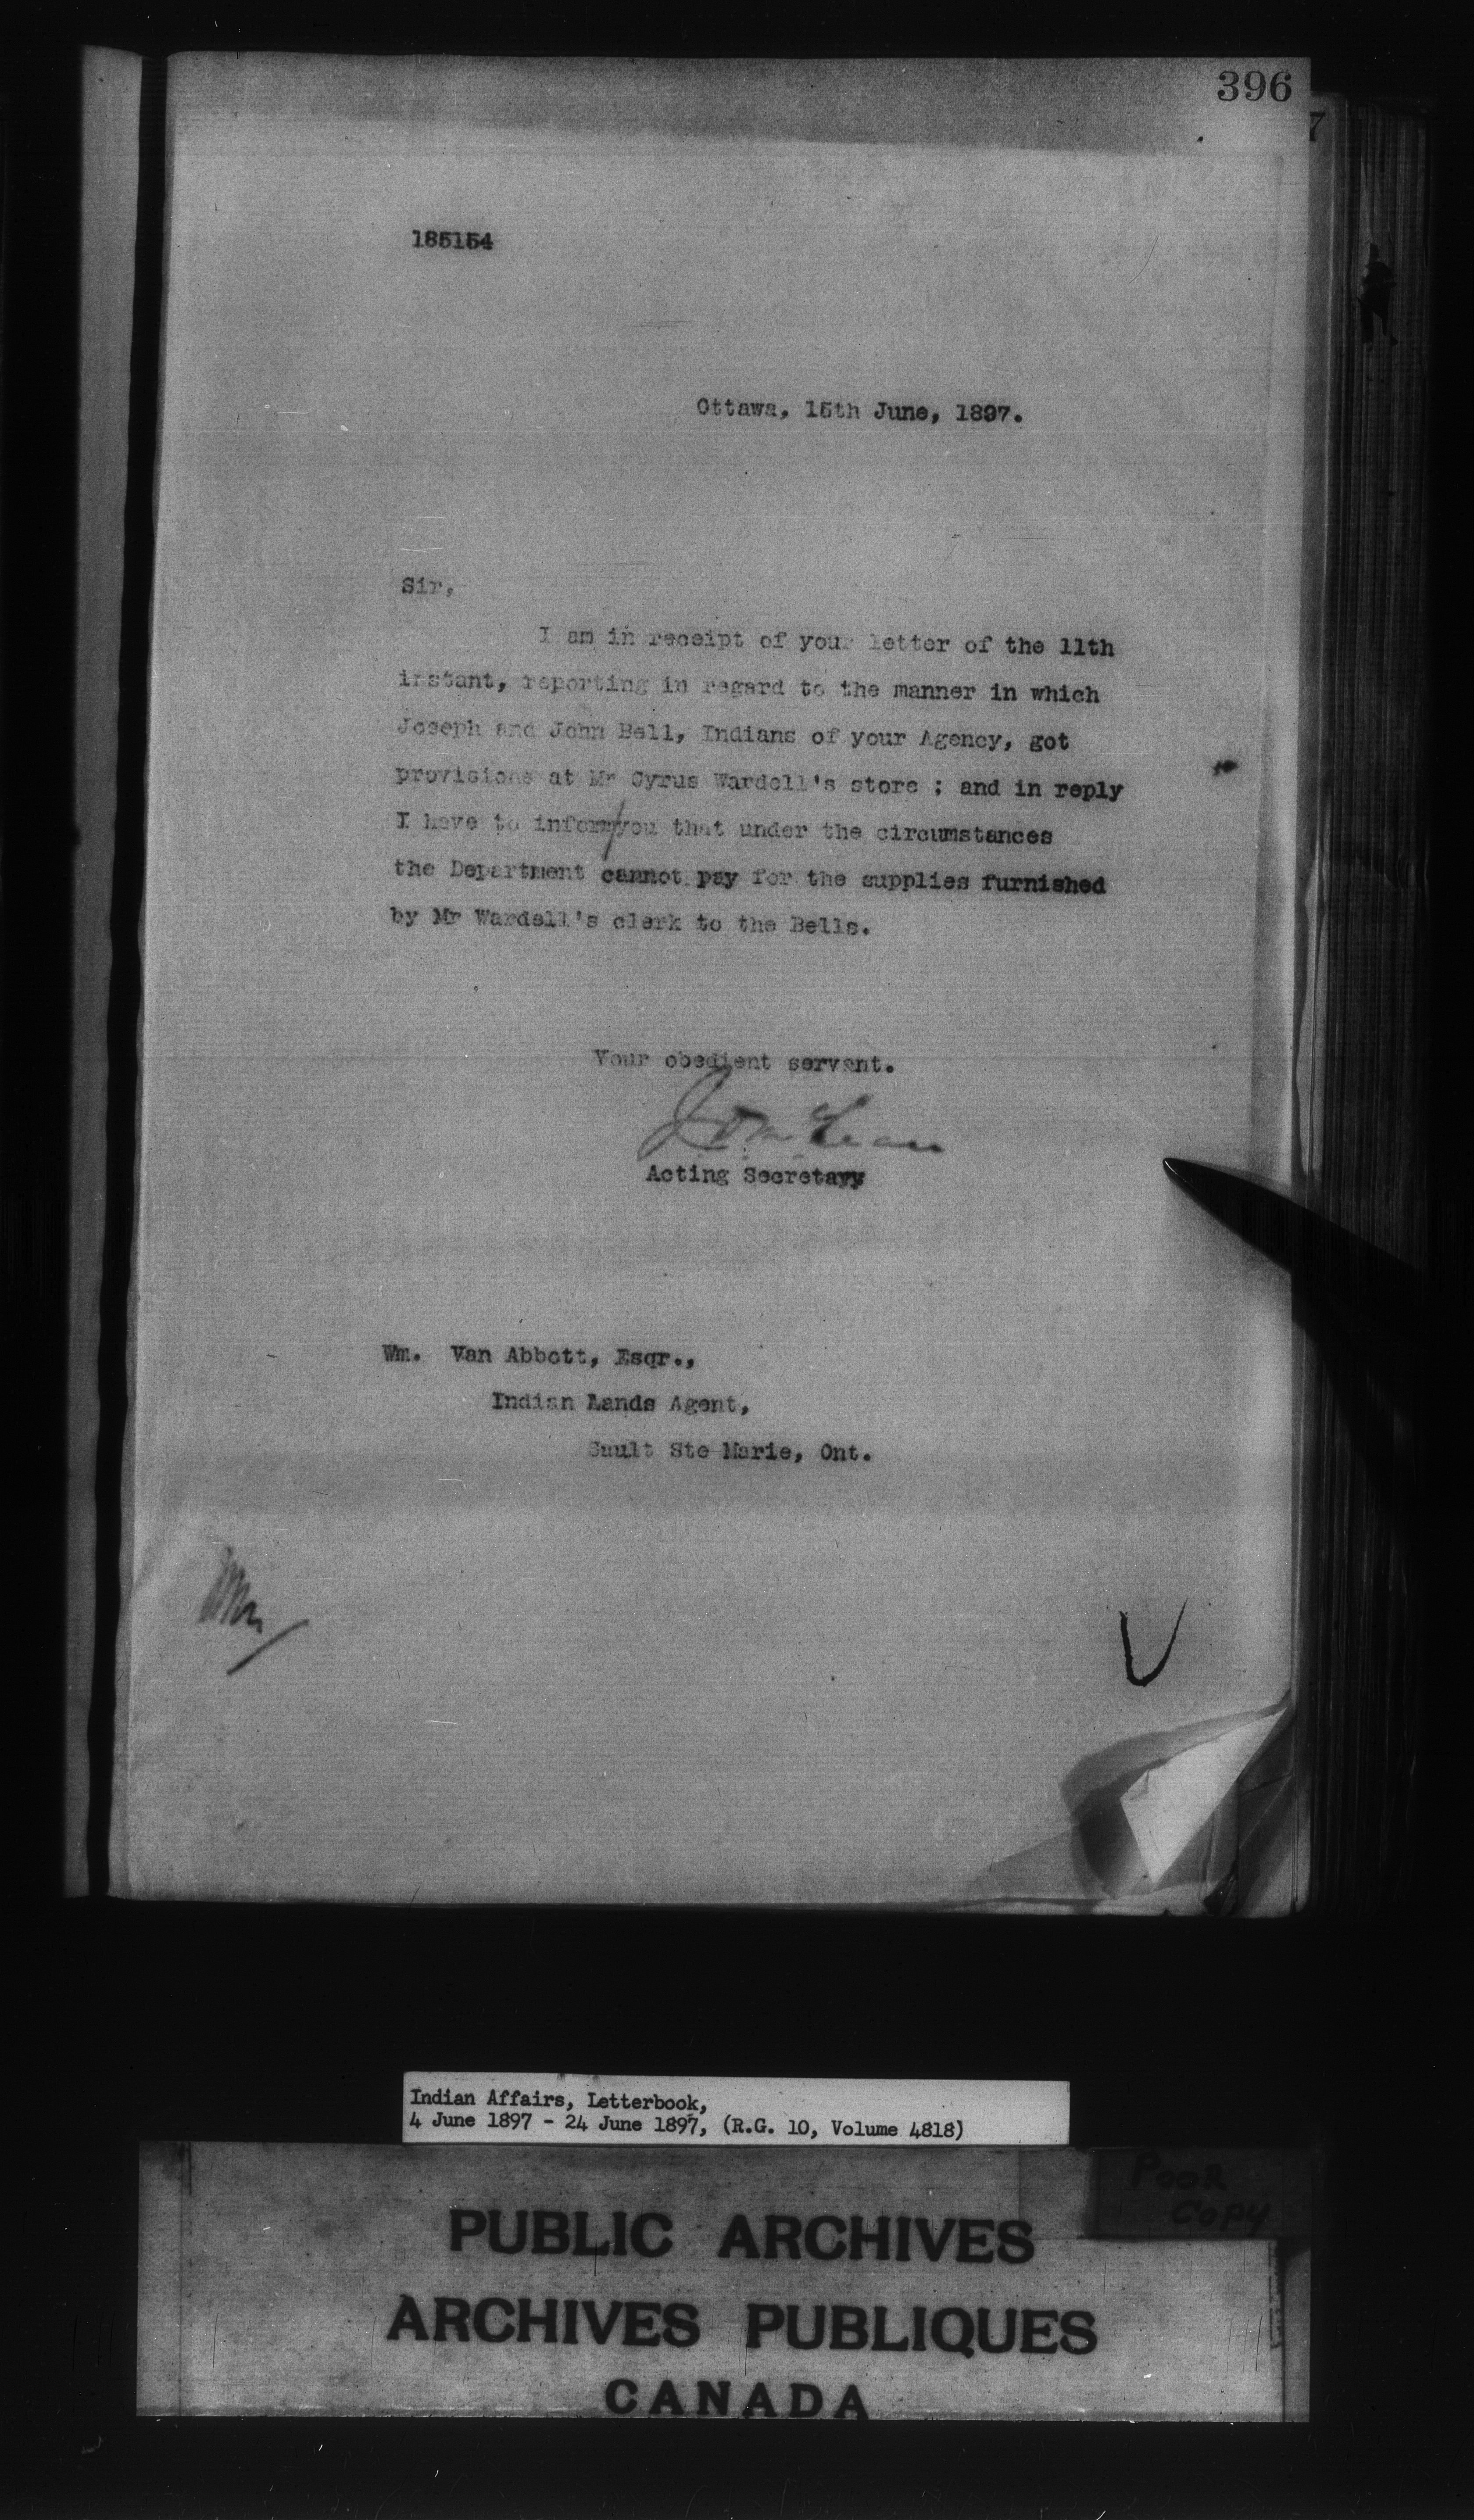 396
7
185154
Ottawa, 15th June, 1897.
Sir,
I am in receipt of your letter of the 11th
instant, reporting in regard to the manner in which
Joseph and John Bell, Indians of your Agency, got
provisions at Mr Cyrus Wardell's store ; and in reply
I have to inform/you that under the circumstances
the Department cannot pay for the supplies furnished
by Mr Wardell's clerk to the Bells.
Your obedient servant.
J D McLean
Acting Secretayy
Wm. Van Abbott, Esqr.,
Indian Lands Agent,
Sault Ste Marie, Ont.
Indian Affairs, Letterbook,
4 June 1897 - 24 June 1897, (R.G. 10, Volume 4818)
POOR
COPY
PUBLIC ARCHIVES
ARCHIVES PUBLIQUES
CANADA